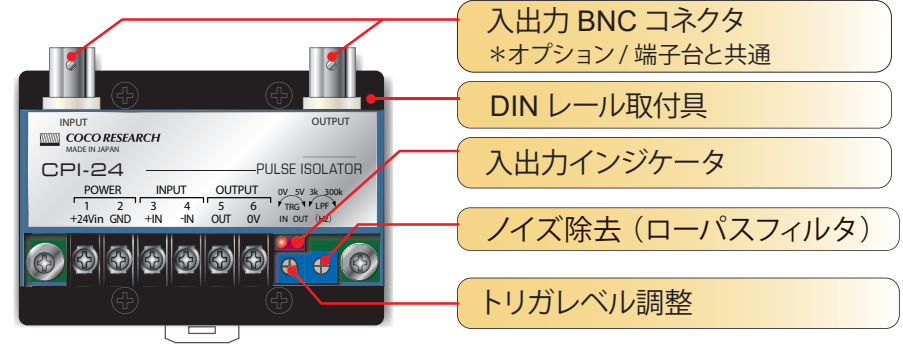 入出力 BNC コネクタ
＊オプション / 端子台と共通
DIN レール取付具
入出力インジケータ
ノイズ除去（ローパスフィルタ）
トリガレベル調整
INPUT
OUTPUT
COCO RESEARCH
MADE IN JAPAN
CPI-24
PULSE ISOLATOR
POWER INPUT OUTPUT 0V...5V 3k...300k
1 2 3 4 5 6 TRG LPF
+24Vin GND +IN -IN OUT 0V IN OUT (Hz)